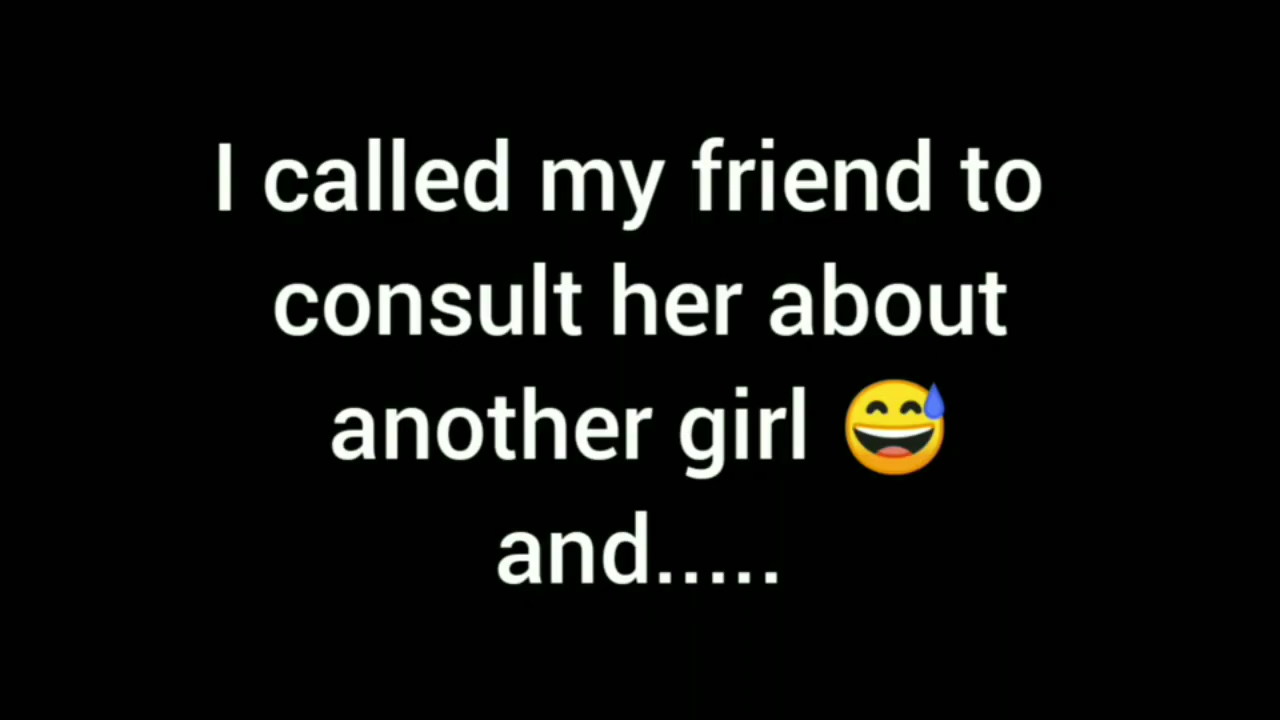 I called my friend to
consult her about
another girl 😅
and.....